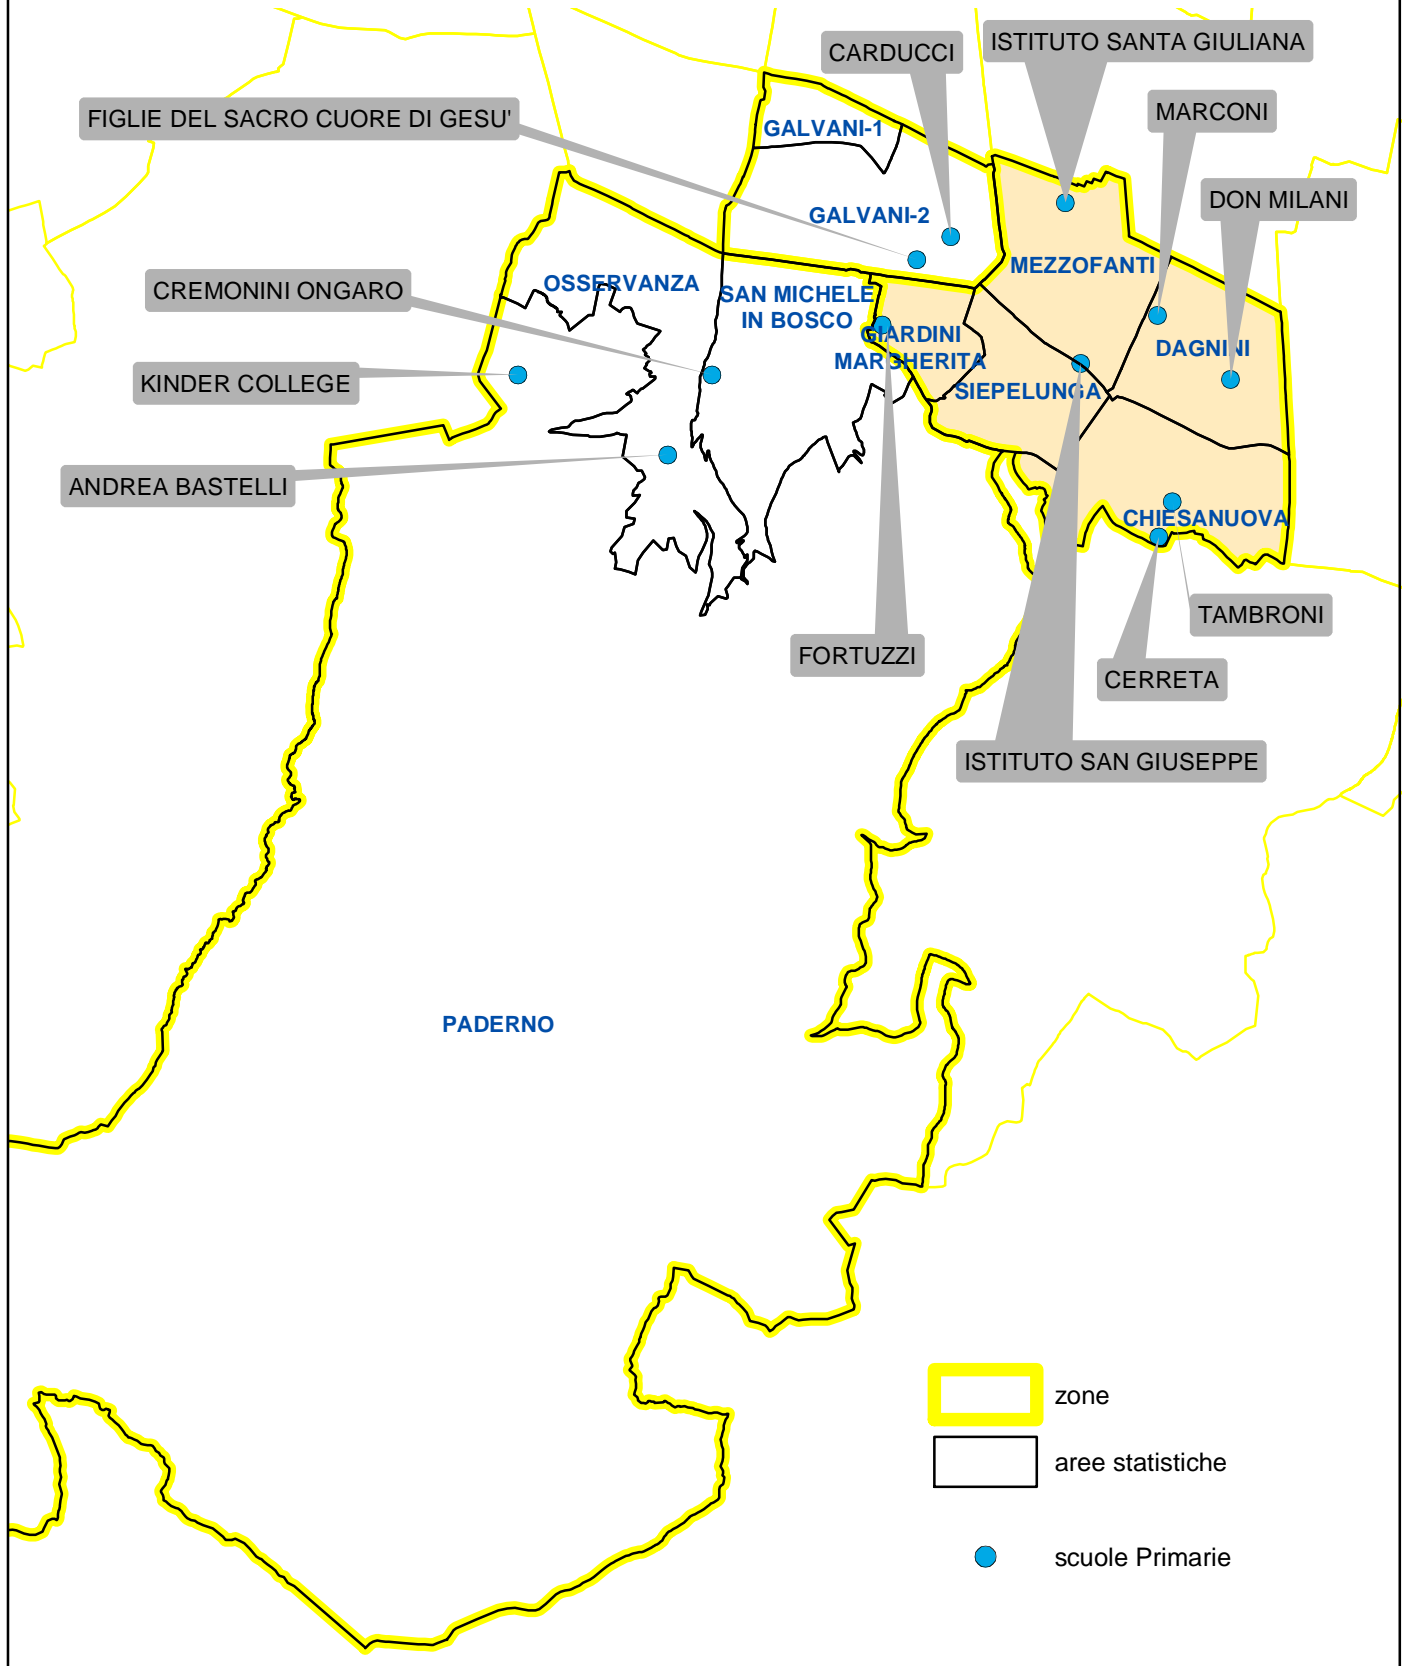 ISTITUTO SANTA GIULIANA
CARDUCCI
MARCONI
FIGLIE DEL SACRO CUORE DI GESU'
GALVANI-1
DON MILANI
GALVANI-2
MEZZOFANTI
OSSERVANZA
CREMONINI ONGARO
SAN MICHELE
IN BOSCO
GIARDINI
MARGHERITA
DAGNINI
KINDER COLLEGE
SIEPELUNGA
ANDREA BASTELLI
CHIESANUOVA
TAMBRONI
FORTUZZI
CERRETA
ISTITUTO SAN GIUSEPPE
PADERNO
zone
aree statistiche
scuole Primarie